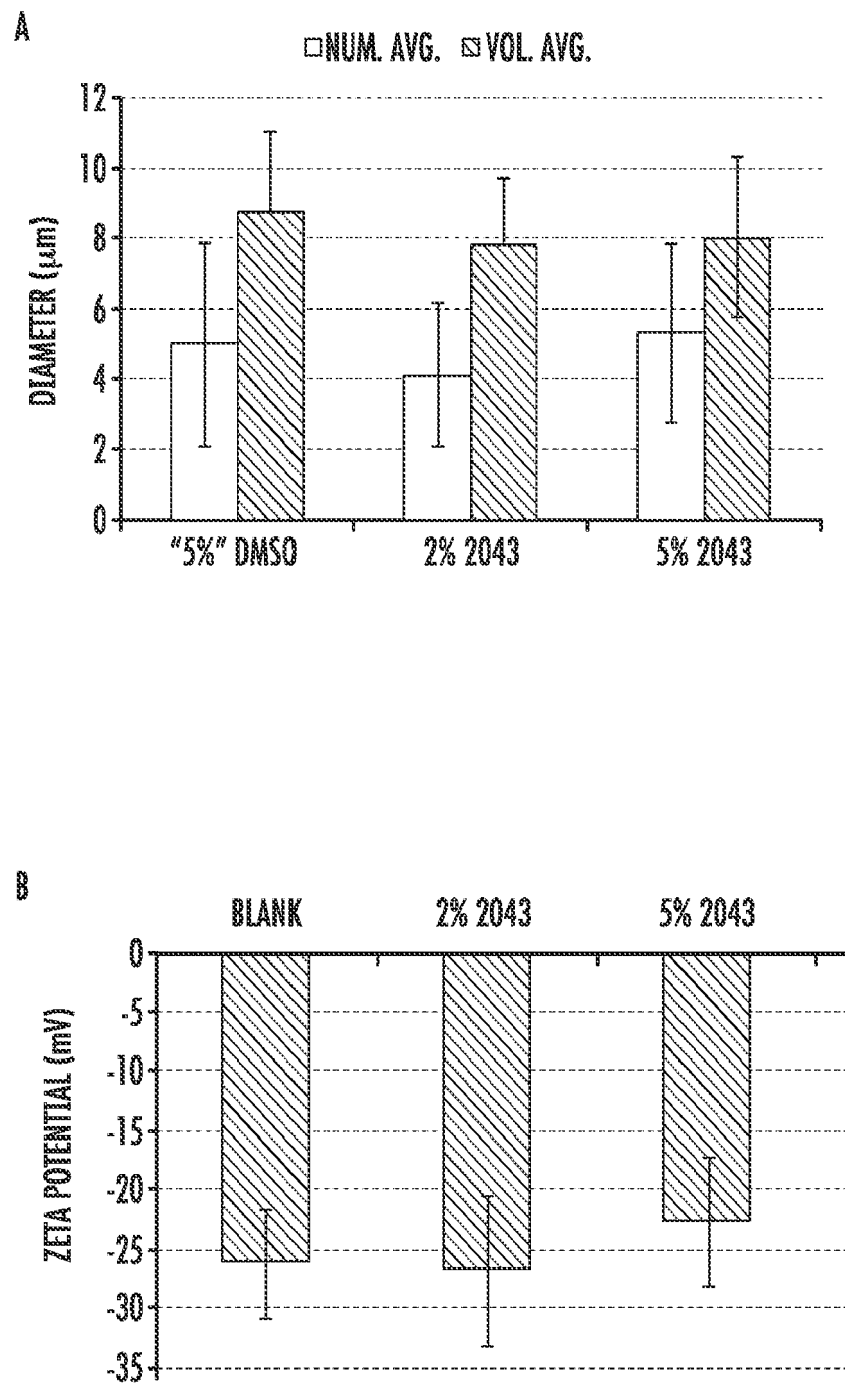 A
NUM. AVG. VOL. AVG.
12
10
8
6
4
2
0
DIAMETER (μm)
"5%" DMSO 2% 2043 5% 2043
B
BLANK 2% 2043 5% 2043
0
-5
-10
-15
-20
-25
-30
-35
ZETA POTENTIAL (mV)